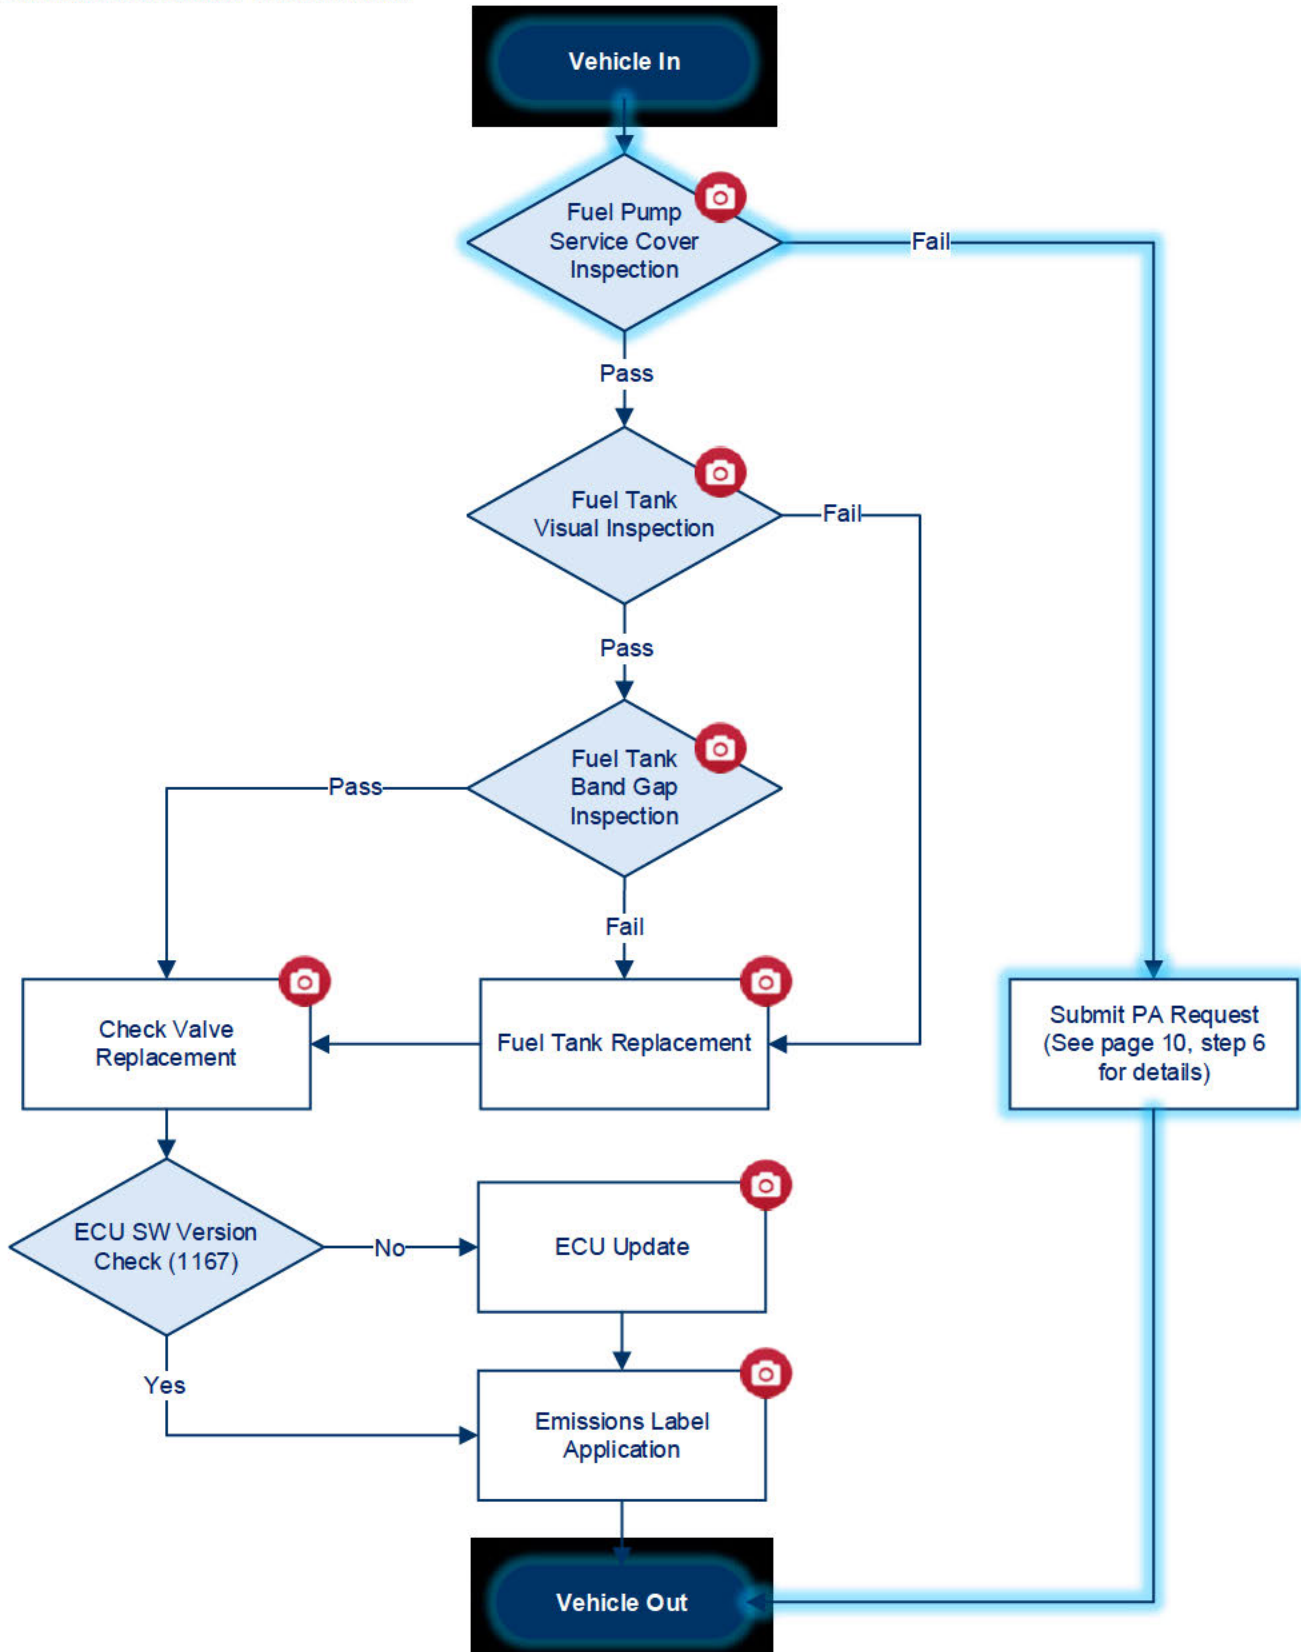 Vehicle In
Fuel Pump
Service Cover
Inspection
Fail
Pass
Fuel Tank
Visual Inspection
Fail
Pass
Fuel Tank
Band Gap
Inspection
Pass
Fail
Check Valve
Replacement
Fuel Tank Replacement
Submit PA Request
(See page 10, step 6
for details)
ECU SW Version
Check (1167)
No
ECU Update
Yes
Emissions Label
Application
Vehicle Out